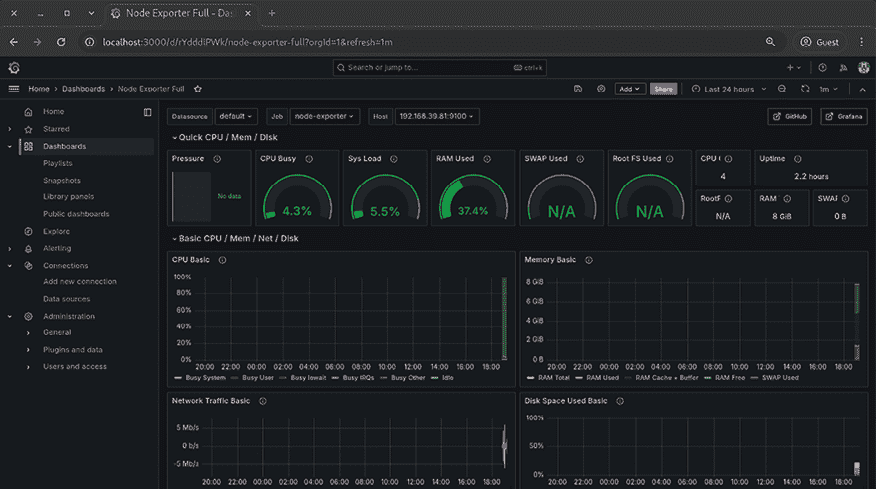 Node Exporter Full - Das
localhost:3000/d/rYdddlPWk/node-exporter-full?orgId=1&refresh=1m
Guest
Search or jump to...
ctrl+k
Home › Dashboards › Node Exporter Full
Add
Share
Last 24 hours
1m
Home
Starred
Dashboards
Playlists
Snapshots
Library panels
Public dashboards
Explore
Alerting
Connections
Add new connection
Data sources
Administration
General
Plugins and data
Users and access
Datasource default Job node-exporter Host 192.168.39.81:9100
GitHub
Grafana
Quick CPU / Mem / Disk
Pressure
No data
CPU Busy
4.3%
Sys Load
5.5%
RAM Used
37.4%
SWAP Used
N/A
Root FS Used
N/A
CPU C
4
Uptime
2.2 hours
RootF
N/A
RAM
8 GiB
SWAF
0 B
Basic CPU / Mem / Net / Disk
CPU Basic
100%
80%
60%
40%
20%
0%
20:00 22:00 00:00 02:00 04:00 06:00 08:00 10:00 12:00 14:00 16:00 18:00
Busy System Busy User Busy Iowait Busy IRQs Busy Other Idle
Memory Basic
8 GiB
6 GiB
4 GiB
2 GiB
0 B
20:00 22:00 00:00 02:00 04:00 06:00 08:00 10:00 12:00 14:00 16:00 18:00
RAM Total RAM Used RAM Cache + Buffer RAM Free SWAP Used
Network Traffic Basic
5 Mb/s
0 b/s
-5 Mb/s
20:00 22:00 00:00 02:00 04:00 06:00 08:00 10:00 12:00 14:00 16:00 18:00
Disk Space Used Basic
100%
50%
0%
20:00 22:00 00:00 02:00 04:00 06:00 08:00 10:00 12:00 14:00 16:00 18:00